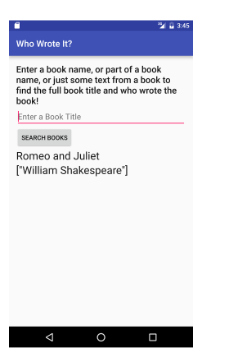 3:45
Who Wrote It?
Enter a book name, or part of a book
name, or just some text from a book to
find the full book title and who wrote the
book!
Enter a Book Title
SEARCH BOOKS
Romeo and Juliet
["William Shakespeare"]